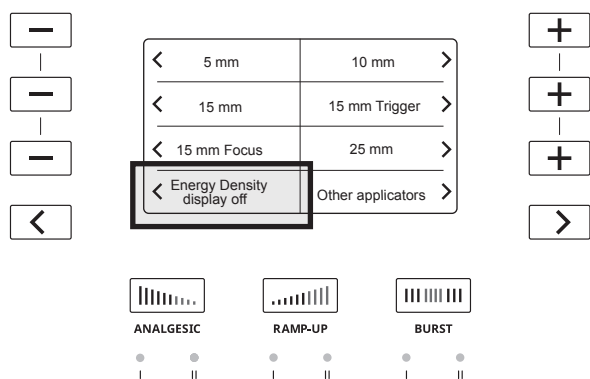 5 mm
10 mm
15 mm
15 mm Trigger
15 mm Focus
25 mm
Energy Density
display off
Other applicators
ANALGESIC
RAMP-UP
BURST
I II I II I II